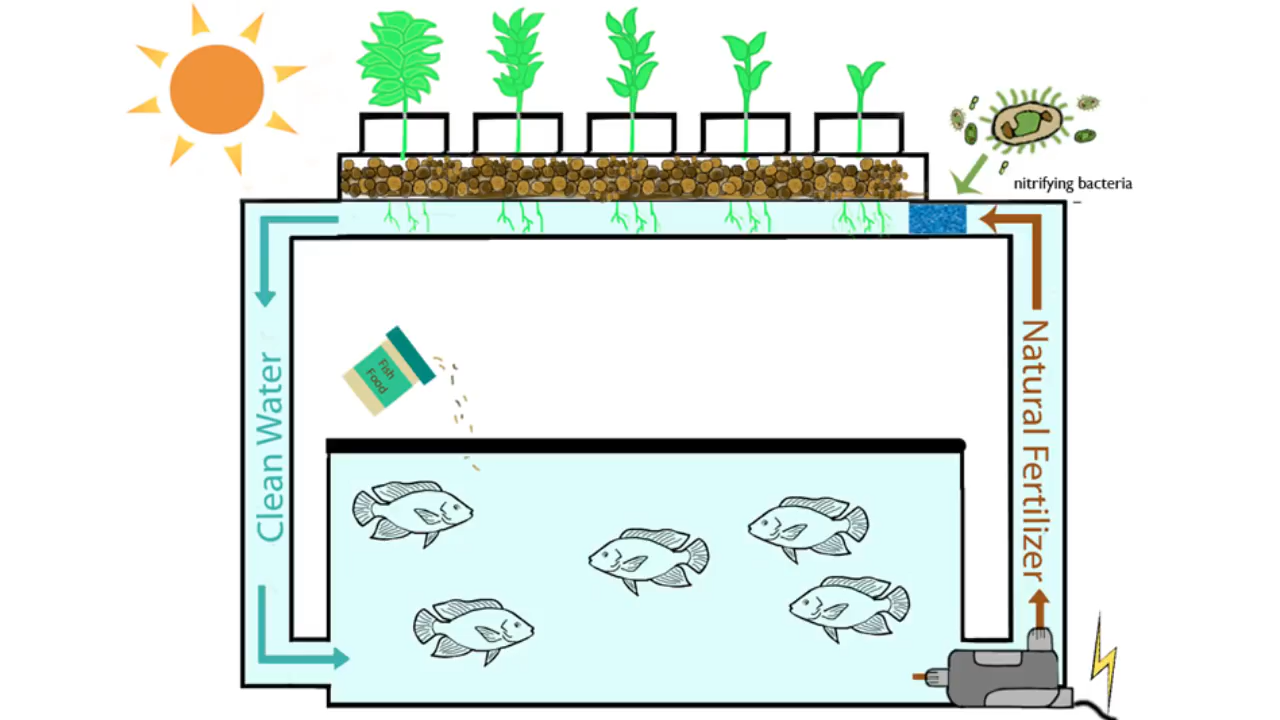 nitrifying bacteria
Fish
Food
Clean Water
Natural Fertilizer